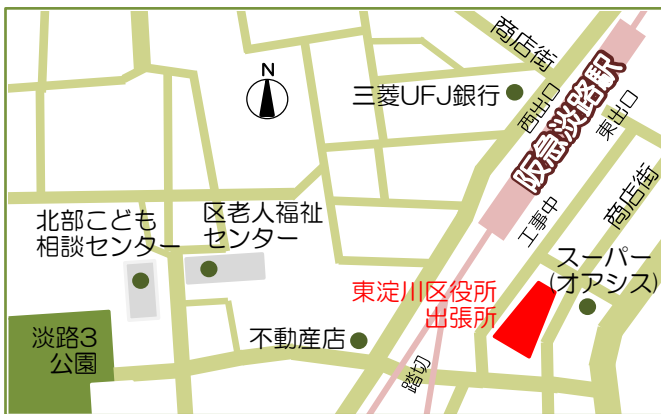 商店街
N
三菱UFJ銀行
西出口
阪急淡路駅
東出口
北部こども
相談センター
区老人福祉
センター
工事中
商店街
スーパー
(オアシス)
東淀川区役所
出張所
淡路3
公園
不動産店
踏切